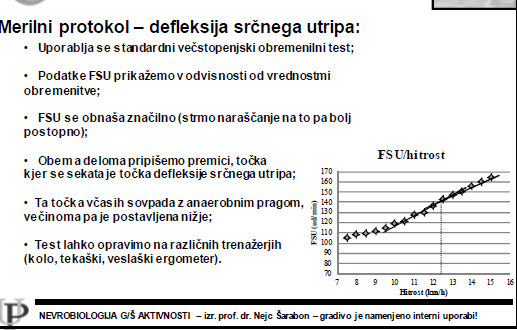 Merilni protokol – defleksija srčnega utripa:
• Uporablja se standardni večstopenjski obremenilni test;
• Podatke FSU prikažemo v odvisnosti od vrednostmi
obremenitve;
• FSU se obnaša značilno (strmo naraščanje na to pa bolj
postopno);
• Obema deloma pripišemo premici, točka
kjer se sekata je točka defleksije srčnega utripa;
• Ta točka včasih sovpada z anaerobnim pragom,
večinoma pa je postavljena nižje;
• Test lahko opravimo na različnih trenažerjih
(kolo, tekaški, veslaški ergometer).
FSU/hitrost
FSU (ud/min)
170
160
150
140
130
120
110
100
90
80
70
7 8 9 10 11 12 13 14 15 16
Hitrost (km/h)
UP
NEVROBIOLOGIJA G/Š AKTIVNOSTI – izr. prof. dr. Nejc Šarabon – gradivo je namenjeno interni uporabi!